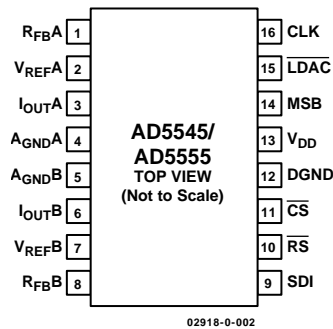 RFBA 1
VREFA 2
IOUTA 3
AGNDA 4
AGNDB 5
IOUTB 6
VREFB 7
RFBB 8
AD5545/
AD5555
TOP VIEW
(Not to Scale)
16 CLK
15 LDAC
14 MSB
13 VDD
12 DGND
11 CS
10 RS
9 SDI
02918-0-002